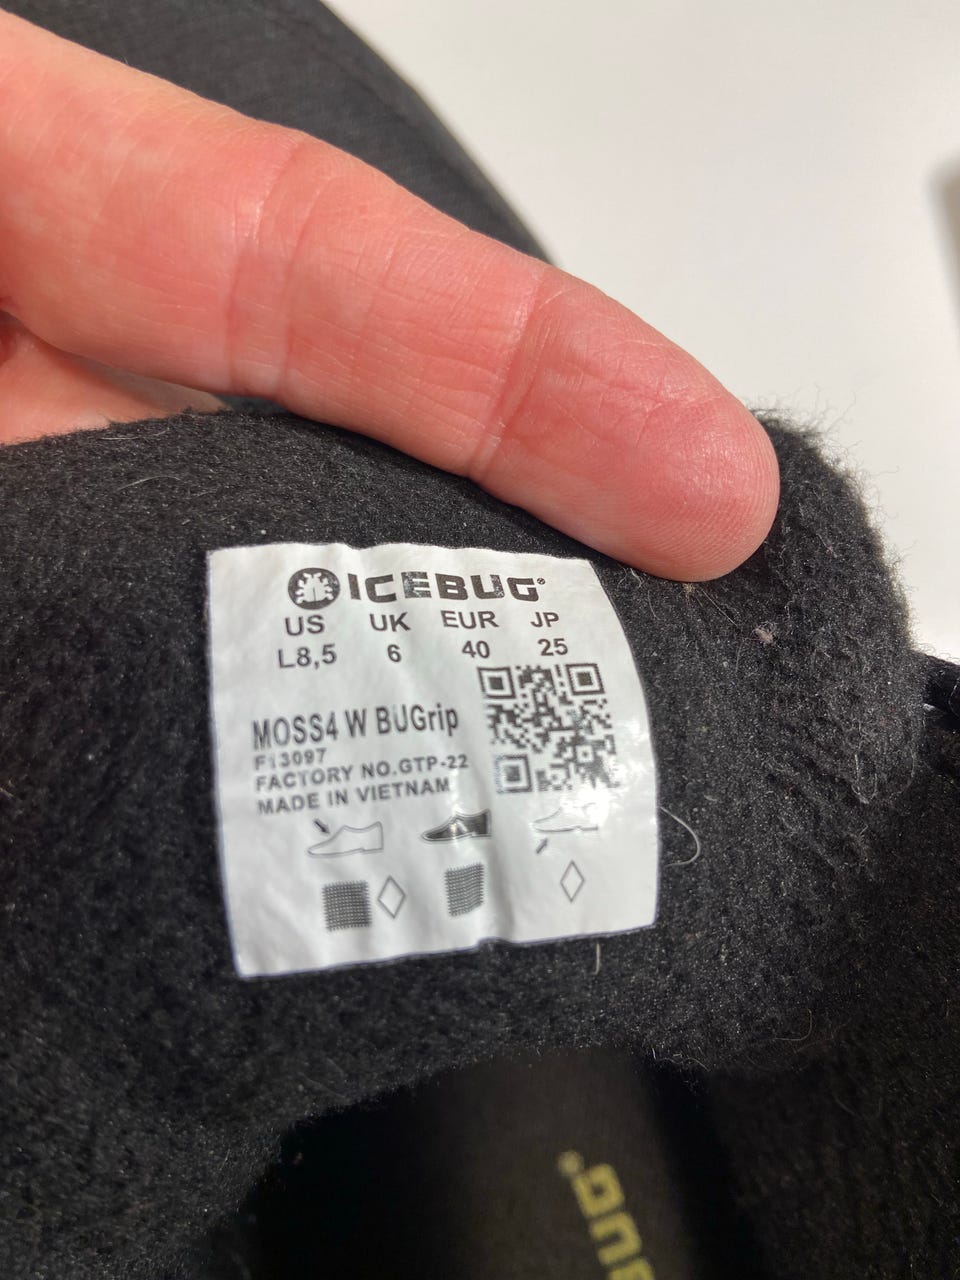 ICEBUG®
US UK EUR JP
L8,5 6 40 25
MOSS4 W BUGrip
F13097
FACTORY NO.GTP-22
MADE IN VIETNAM
BUG®